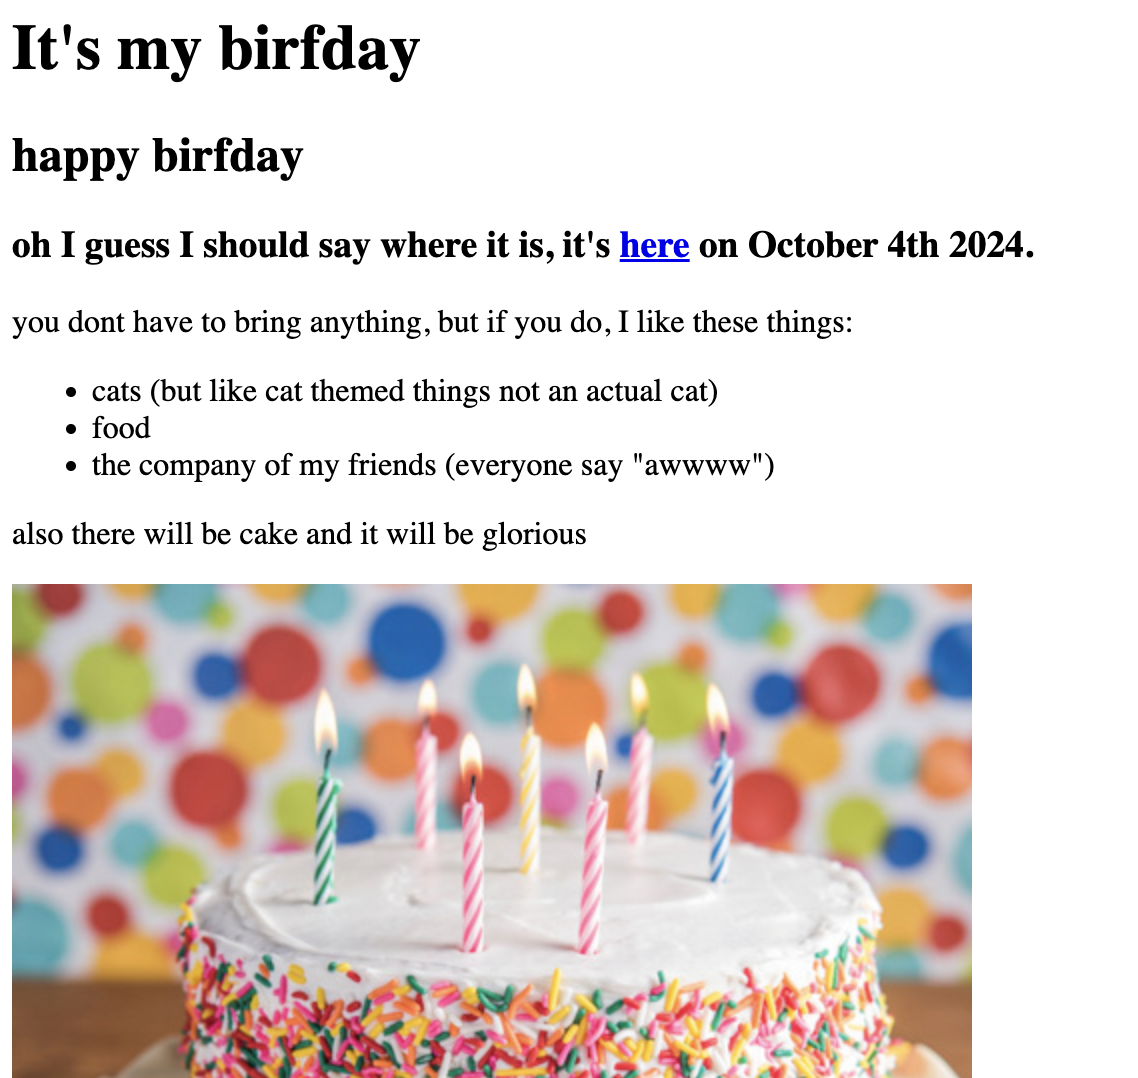 It's my birfday
happy birfday
oh I guess I should say where it is, it's here on October 4th 2024.
you dont have to bring anything, but if you do, I like these things:
• cats (but like cat themed things not an actual cat)
• food
• the company of my friends (everyone say "awwww")
also there will be cake and it will be glorious